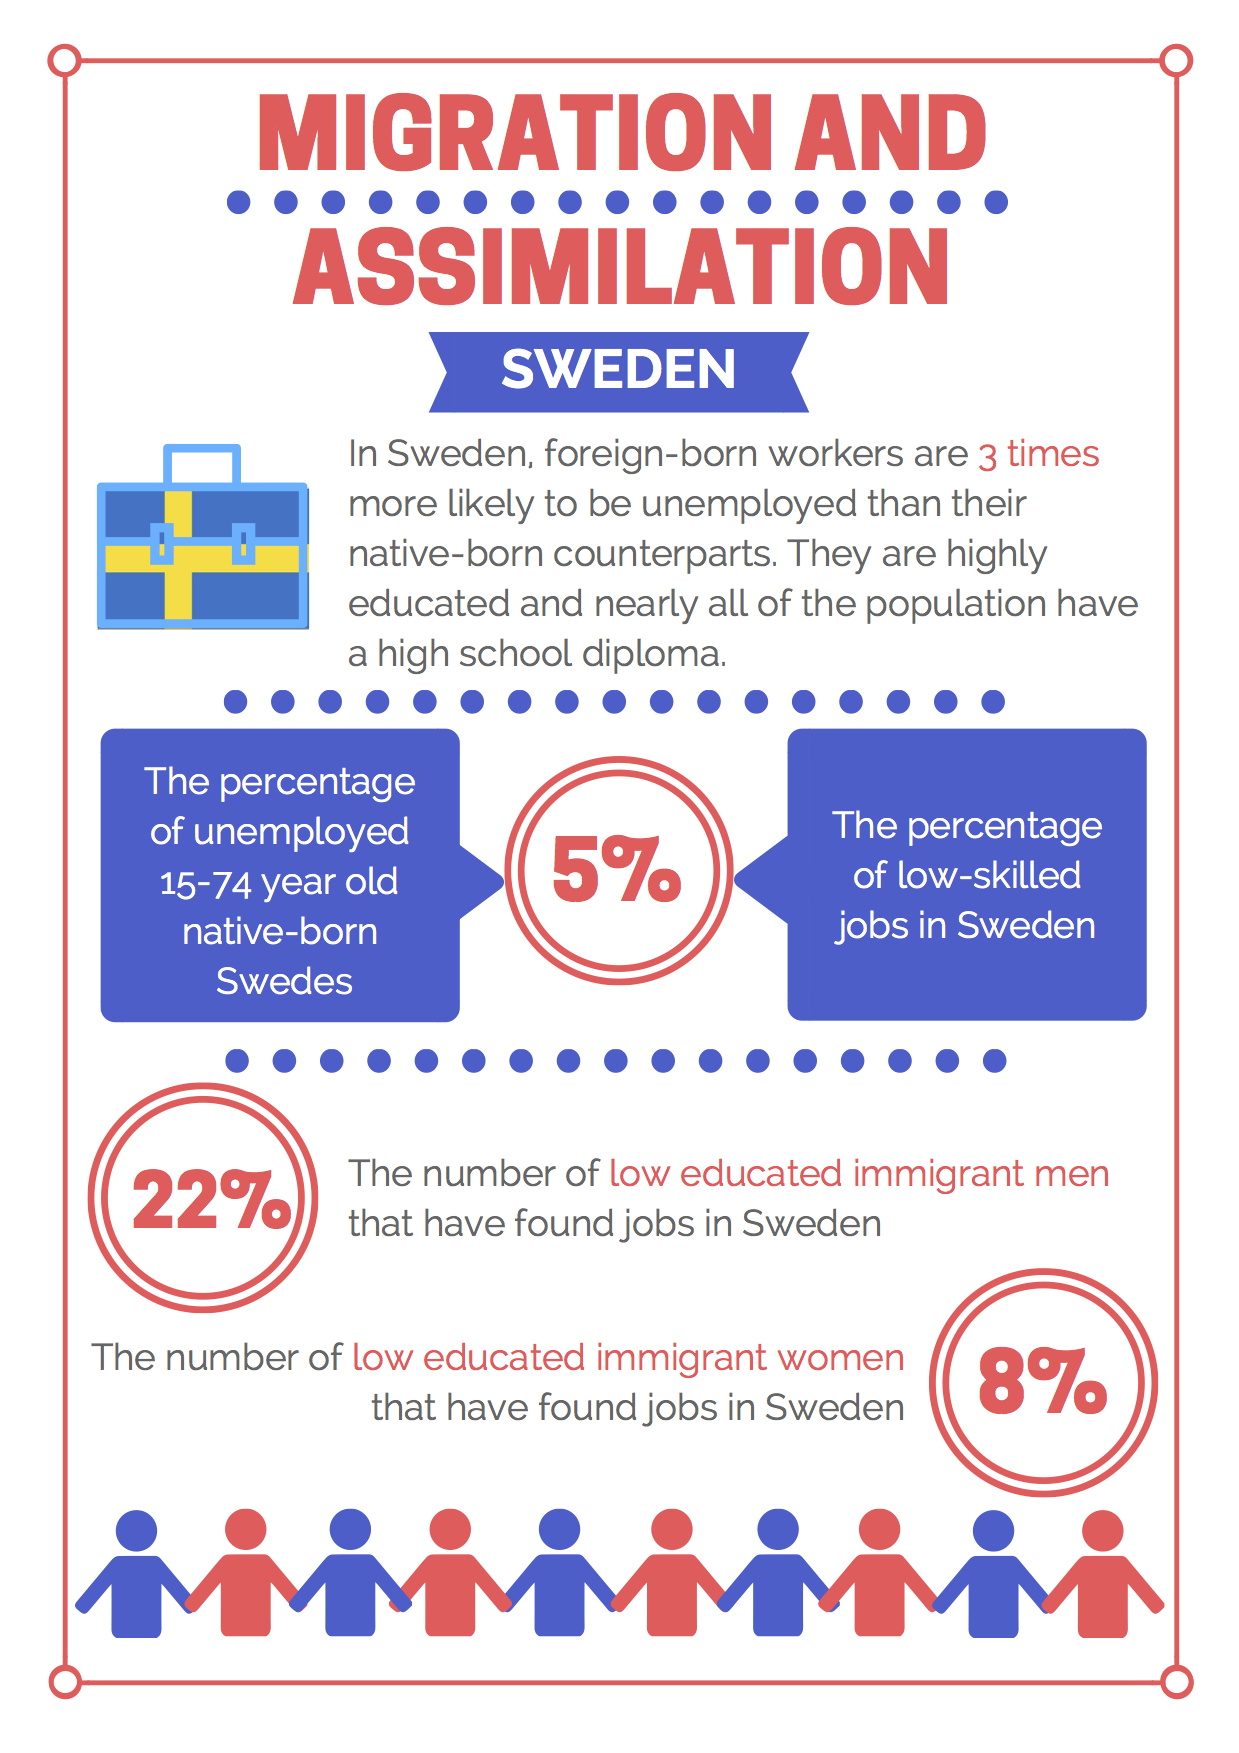 MIGRATION AND
ASSIMILATION
SWEDEN
In Sweden, foreign-born workers are 3 times
more likely to be unemployed than their
native-born counterparts. They are highly
educated and nearly all of the population have
a high school diploma.
The percentage
of unemployed
15-74 year old
native-born
Swedes
5%
The percentage
of low-skilled
jobs in Sweden
22%
The number of low educated immigrant men
that have found jobs in Sweden
The number of low educated immigrant women
that have found jobs in Sweden
8%